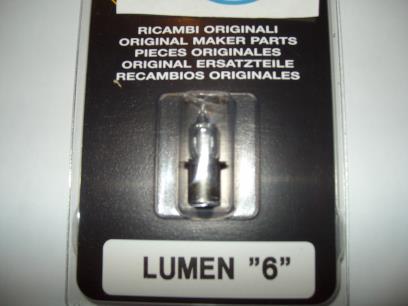 RICAMBI ORIGINALI
ORIGINAL MAKER PARTS
PIECES ORIGINALES
ORIGINAL ERSATZTEILE
RECAMBIOS ORIGINALES
LUMEN "6"